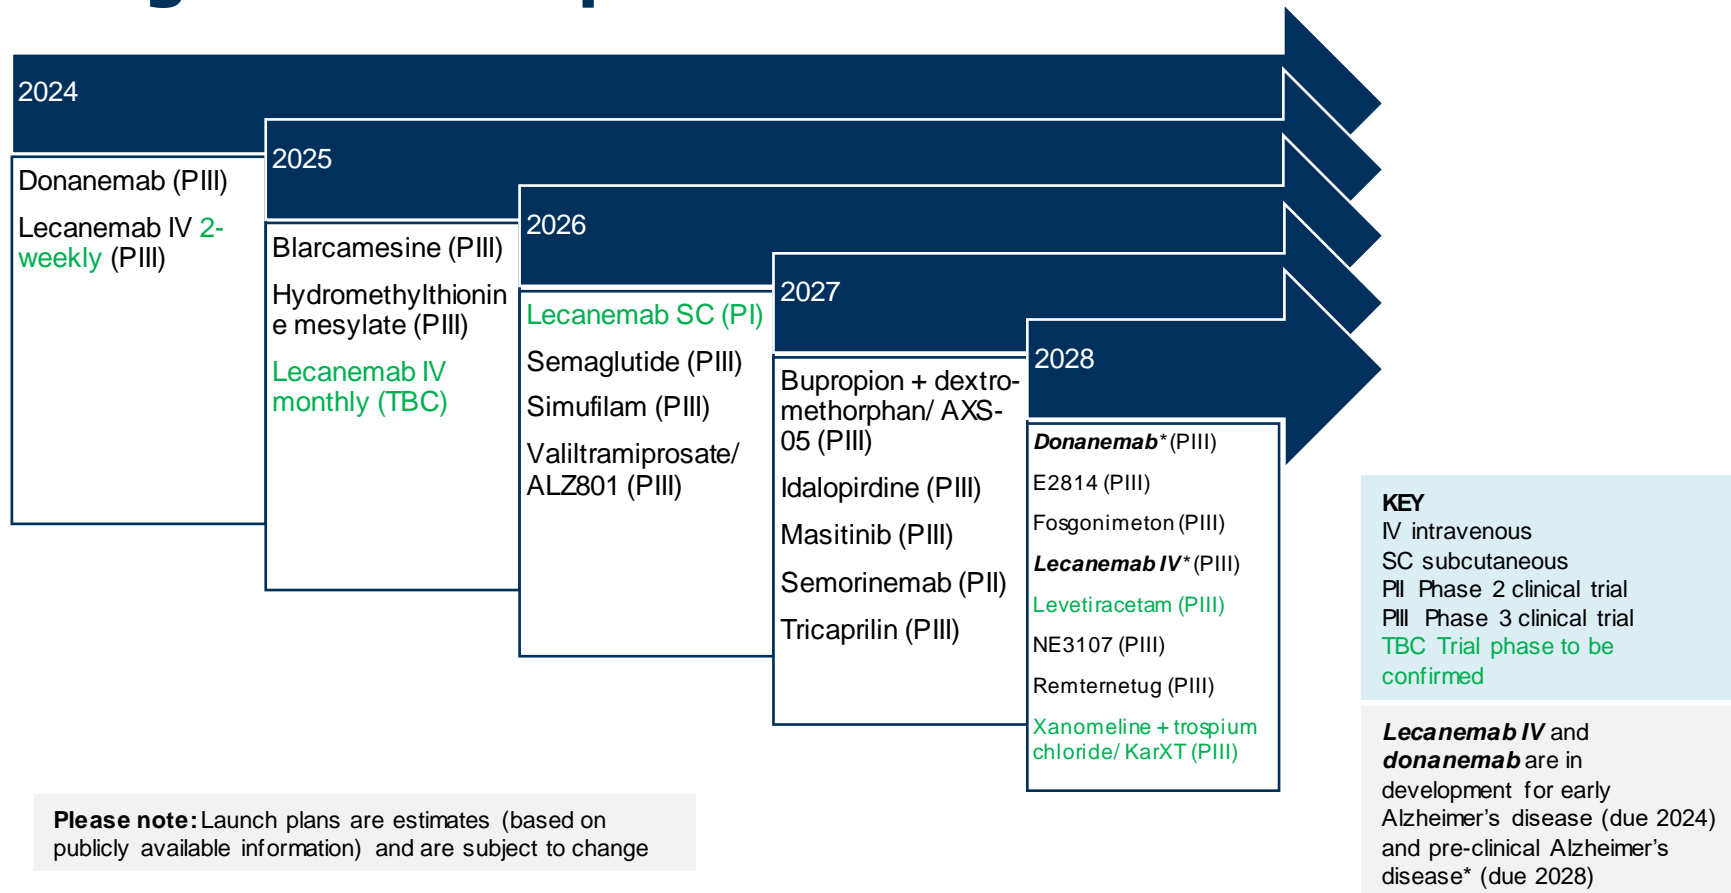 2024
Donanemab (PIII)
Lecanemab IV 2-
weekly (PIII)
2025
Blarcamesine (PIII)
Hydromethylthionin
e mesylate (PIII)
Lecanemab IV
monthly (TBC)
2026
Lecanemab SC (PI)
Semaglutide (PIII)
Simufilam (PIII)
Valiltramiprosate/
ALZ801 (PIII)
2027
Bupropion + dextro-
methorphan/ AXS-
05 (PIII)
Idalopirdine (PIII)
Masitinib (PIII)
Semorinemab (PII)
Tricaprilin (PIII)
2028
Donanemab* (PIII)
E2814 (PIII)
Fosgonimeton (PIII)
Lecanemab IV* (PIII)
Levetiracetam (PIII)
NE3107 (PIII)
Remternetug (PIII)
Xanomeline + trospium
chloride/ KarXT (PIII)
KEY
IV intravenous
SC subcutaneous
PII Phase 2 clinical trial
PIII Phase 3 clinical trial
TBC Trial phase to be
confirmed
Lecanemab IV and
donanemab are in
development for early
Alzheimer's disease (due 2024)
and pre-clinical Alzheimer's
disease* (due 2028)
Please note: Launch plans are estimates (based on
publicly available information) and are subject to change